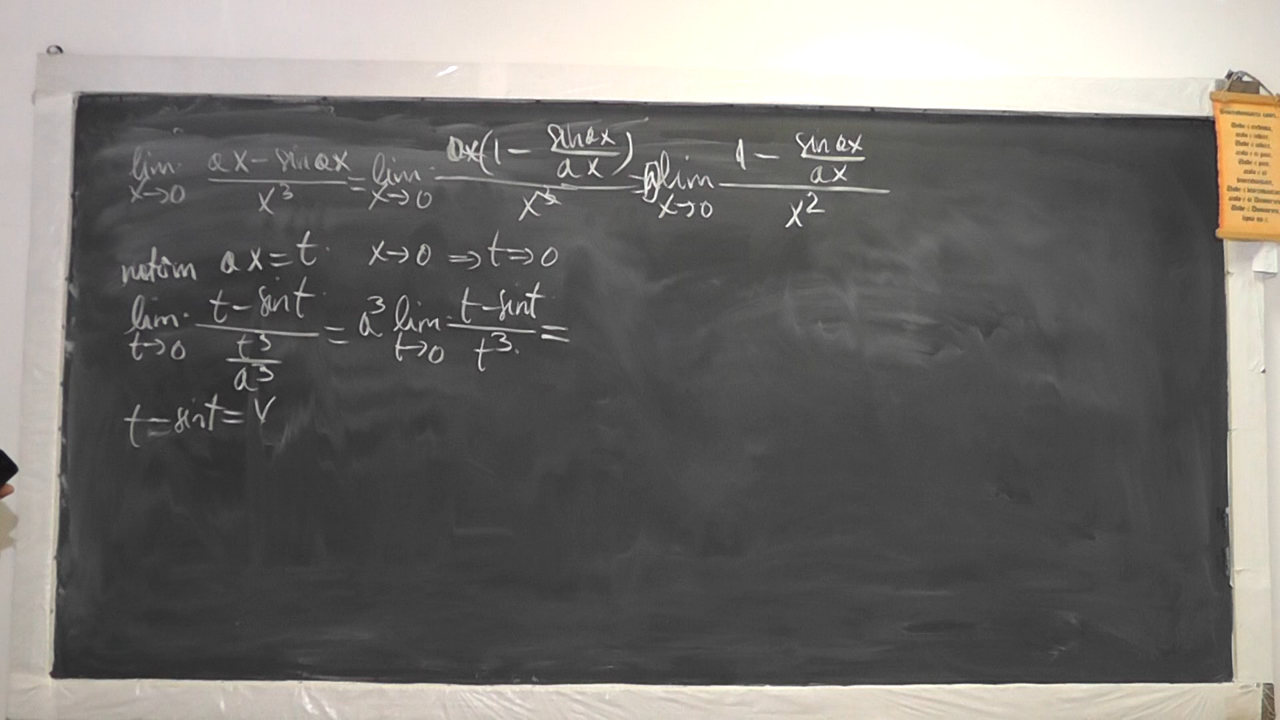 lim x→0 (ax - sin ax)/x³ = lim x→0 ax(1 - (sin ax)/(ax))/x³ = a lim x→0 (1 - (sin ax)/(ax))/x²
notăm ax = t x→0 ⇒ t→0
lim t→0 (t - sin t)/(t³/a³) = a³ lim t→0 (t - sin t)/t³ =
t - sin t = y